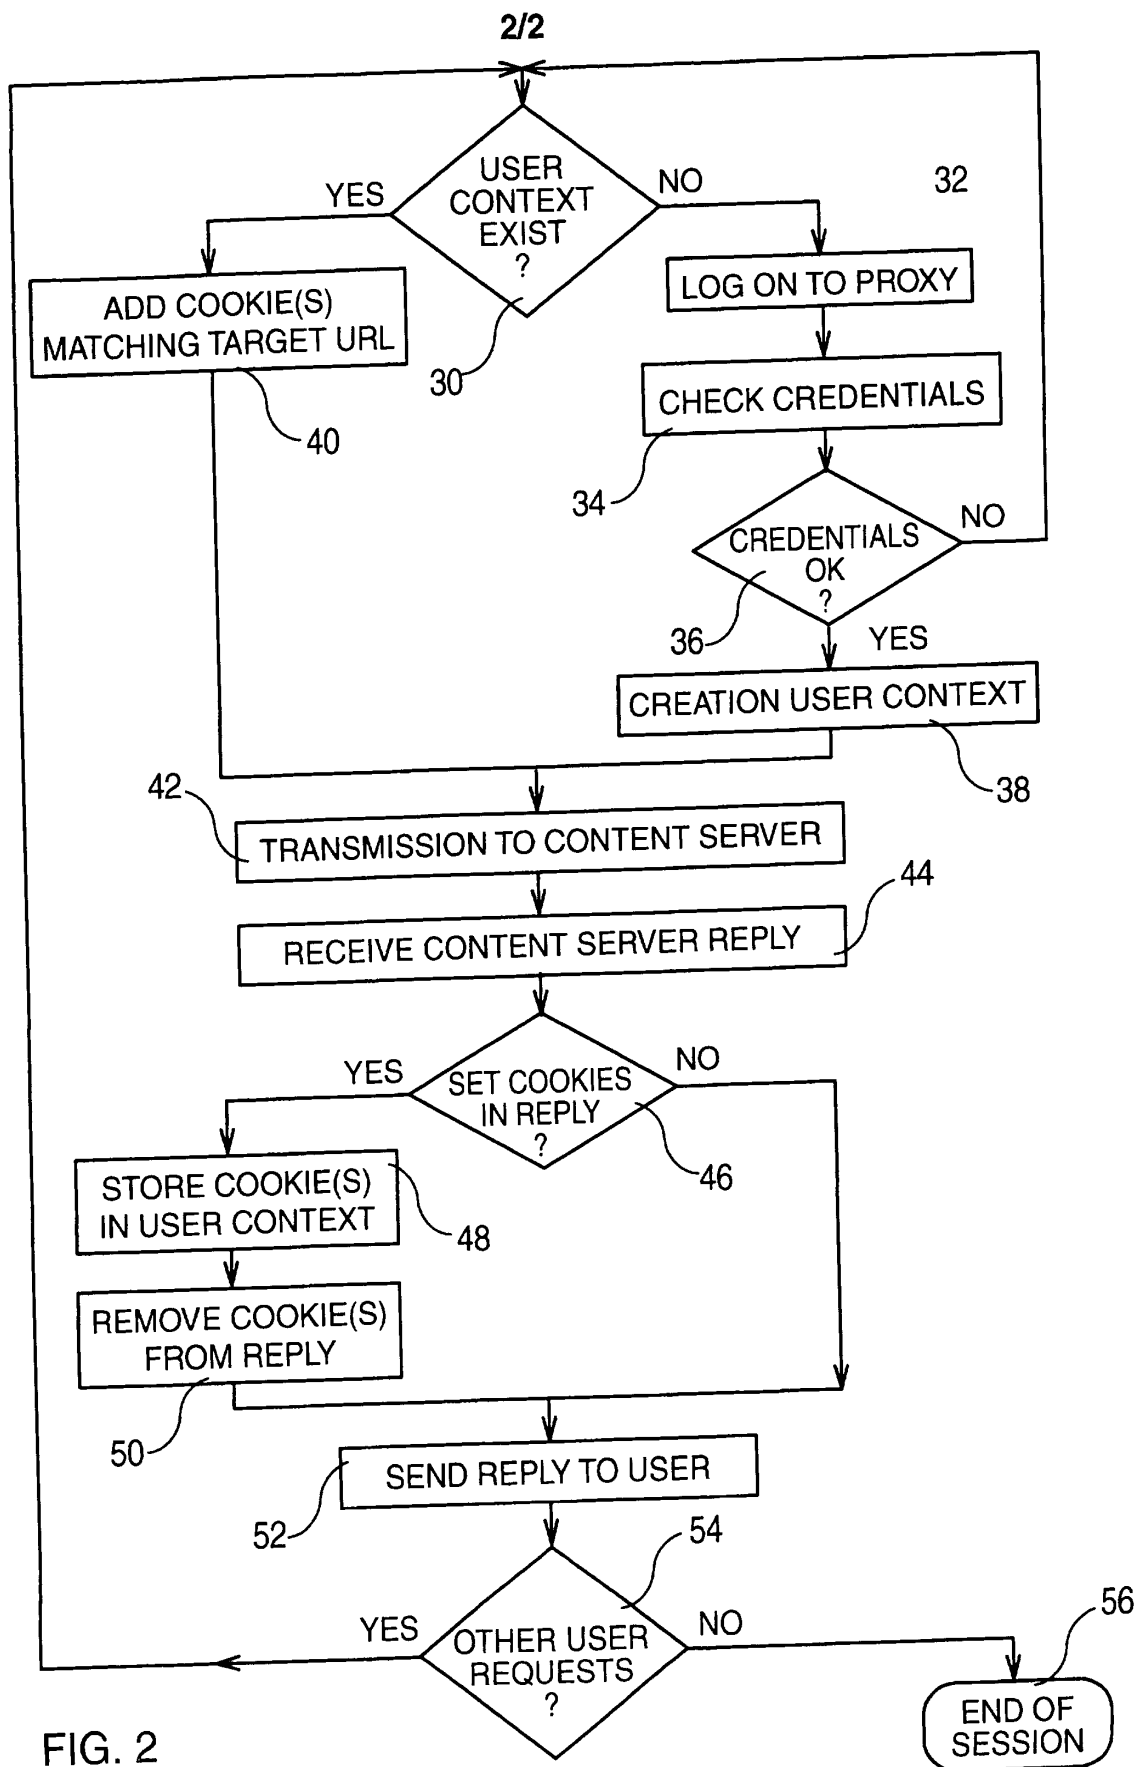 2/2
USER
CONTEXT
EXIST
?
YES
NO
32
30
ADD COOKIE(S)
MATCHING TARGET URL
40
LOG ON TO PROXY
CHECK CREDENTIALS
34
CREDENTIALS
OK
?
NO
36
YES
CREATION USER CONTEXT
38
42
TRANSMISSION TO CONTENT SERVER
44
RECEIVE CONTENT SERVER REPLY
YES
NO
SET COOKIES
IN REPLY
?
46
STORE COOKIE(S)
IN USER CONTEXT
48
REMOVE COOKIE(S)
FROM REPLY
50
SEND REPLY TO USER
52
54
YES
NO
OTHER USER
REQUESTS
?
56
END OF
SESSION
FIG. 2